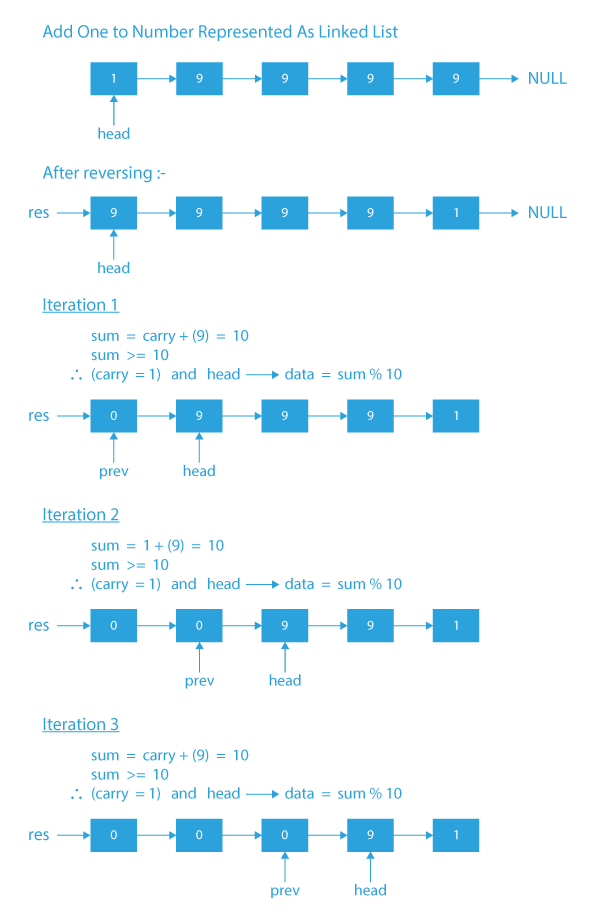 Add One to Number Represented As Linked List
1 9 9 9 9 NULL
head
After reversing :-
res 9 9 9 9 1 NULL
head
Iteration 1
sum = carry + (9) = 10
sum >= 10
∴ (carry = 1) and head → data = sum % 10
res 0 9 9 9 1
prev head
Iteration 2
sum = 1 + (9) = 10
sum >= 10
∴ (carry = 1) and head → data = sum % 10
res 0 0 9 9 1
prev head
Iteration 3
sum = carry + (9) = 10
sum >= 10
∴ (carry = 1) and head → data = sum % 10
res 0 0 0 9 1
prev head